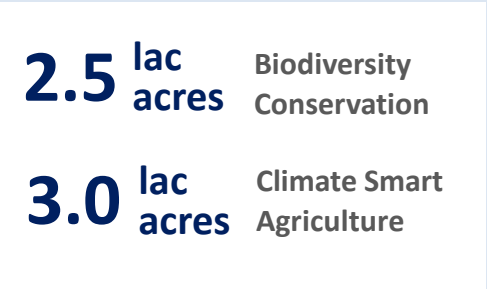 2.5 lac acres Biodiversity Conservation
3.0 lac acres Climate Smart Agriculture